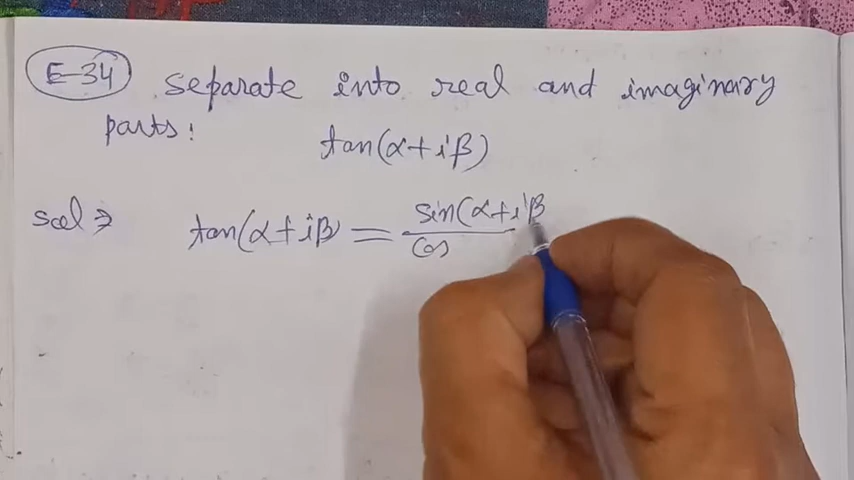 E-34 Separate into real and imaginary
parts:
tan(α+iβ)
sol ⇒ tan(α+iβ) = sin(α+iβ
cos